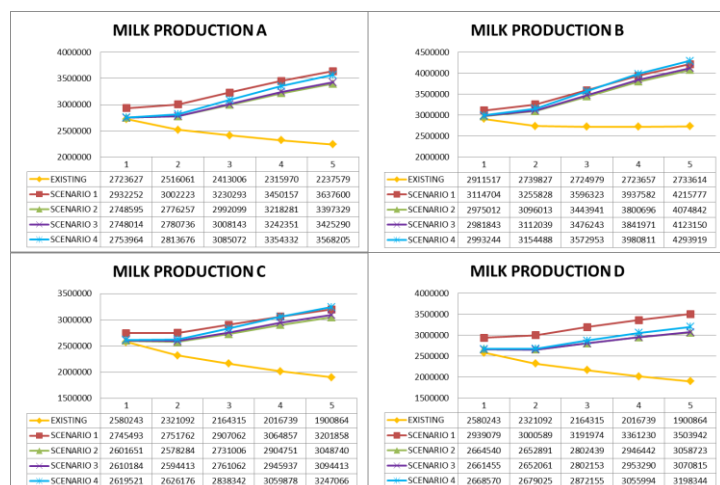 MILK PRODUCTION A
4000000
3500000
3000000
2500000
2000000
1 2 3 4 5
EXISTING 2723627 2516061 2413006 2315970 2237579
SCENARIO 1 2932252 3002223 3230293 3450157 3637600
SCENARIO 2 2748595 2776257 2992099 3218281 3397329
SCENARIO 3 2748014 2780736 3008143 3242351 3425290
SCENARIO 4 2753964 2813676 3085072 3354332 3568205
MILK PRODUCTION B
4500000
4000000
3500000
3000000
2500000
2000000
1 2 3 4 5
EXISTING 2911517 2739827 2724979 2723657 2733614
SCENARIO 1 3114704 3255828 3596323 3937582 4215777
SCENARIO 2 2975012 3096013 3443941 3800696 4074842
SCENARIO 3 2981843 3112039 3476243 3841971 4123150
SCENARIO 4 2993244 3154488 3572953 3980811 4293919
MILK PRODUCTION C
3500000
3000000
2500000
2000000
1500000
1 2 3 4 5
EXISTING 2580243 2321092 2164315 2016739 1900864
SCENARIO 1 2745493 2751762 2907062 3064857 3201858
SCENARIO 2 2601651 2578284 2731006 2904751 3048740
SCENARIO 3 2610184 2594413 2761062 2945937 3094413
SCENARIO 4 2619521 2626176 2838342 3059878 3247066
MILK PRODUCTION D
4000000
3500000
3000000
2500000
2000000
1500000
1 2 3 4 5
EXISTING 2580243 2321092 2164315 2016739 1900864
SCENARIO 1 2939079 3000589 3191974 3361230 3503942
SCENARIO 2 2664540 2652891 2802439 2946442 3058723
SCENARIO 3 2661455 2652061 2802153 2953290 3070815
SCENARIO 4 2668570 2679025 2872155 3055994 3198344